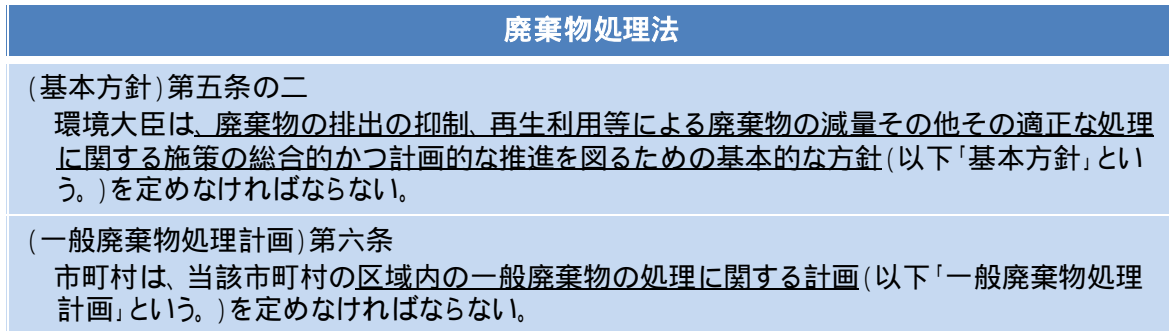 廃棄物処理法
(基本方針)第五条の二
環境大臣は、廃棄物の排出の抑制、再生利用等による廃棄物の減量その他その適正な処理
に関する施策の総合的かつ計画的な推進を図るための基本的な方針(以下「基本方針」とい
う。)を定めなければならない。
(一般廃棄物処理計画)第六条
市町村は、当該市町村の区域内の一般廃棄物の処理に関する計画(以下「一般廃棄物処理
計画」という。)を定めなければならない。